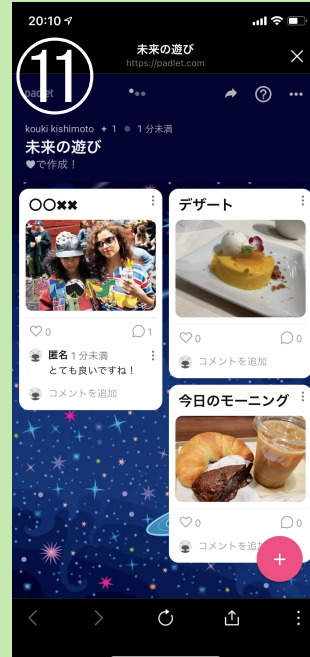 20:10
未来の遊び
https://padlet.com
⑪
padlet
kouki kishimoto + 1 ● 1 分未満
未来の遊び
♥で作成！
〇〇✖✖
0
1
匿名 1 分未満
とても良いですね！
コメントを追加
デザート
0
0
コメントを追加
今日のモーニング
0
0
コメントを追加